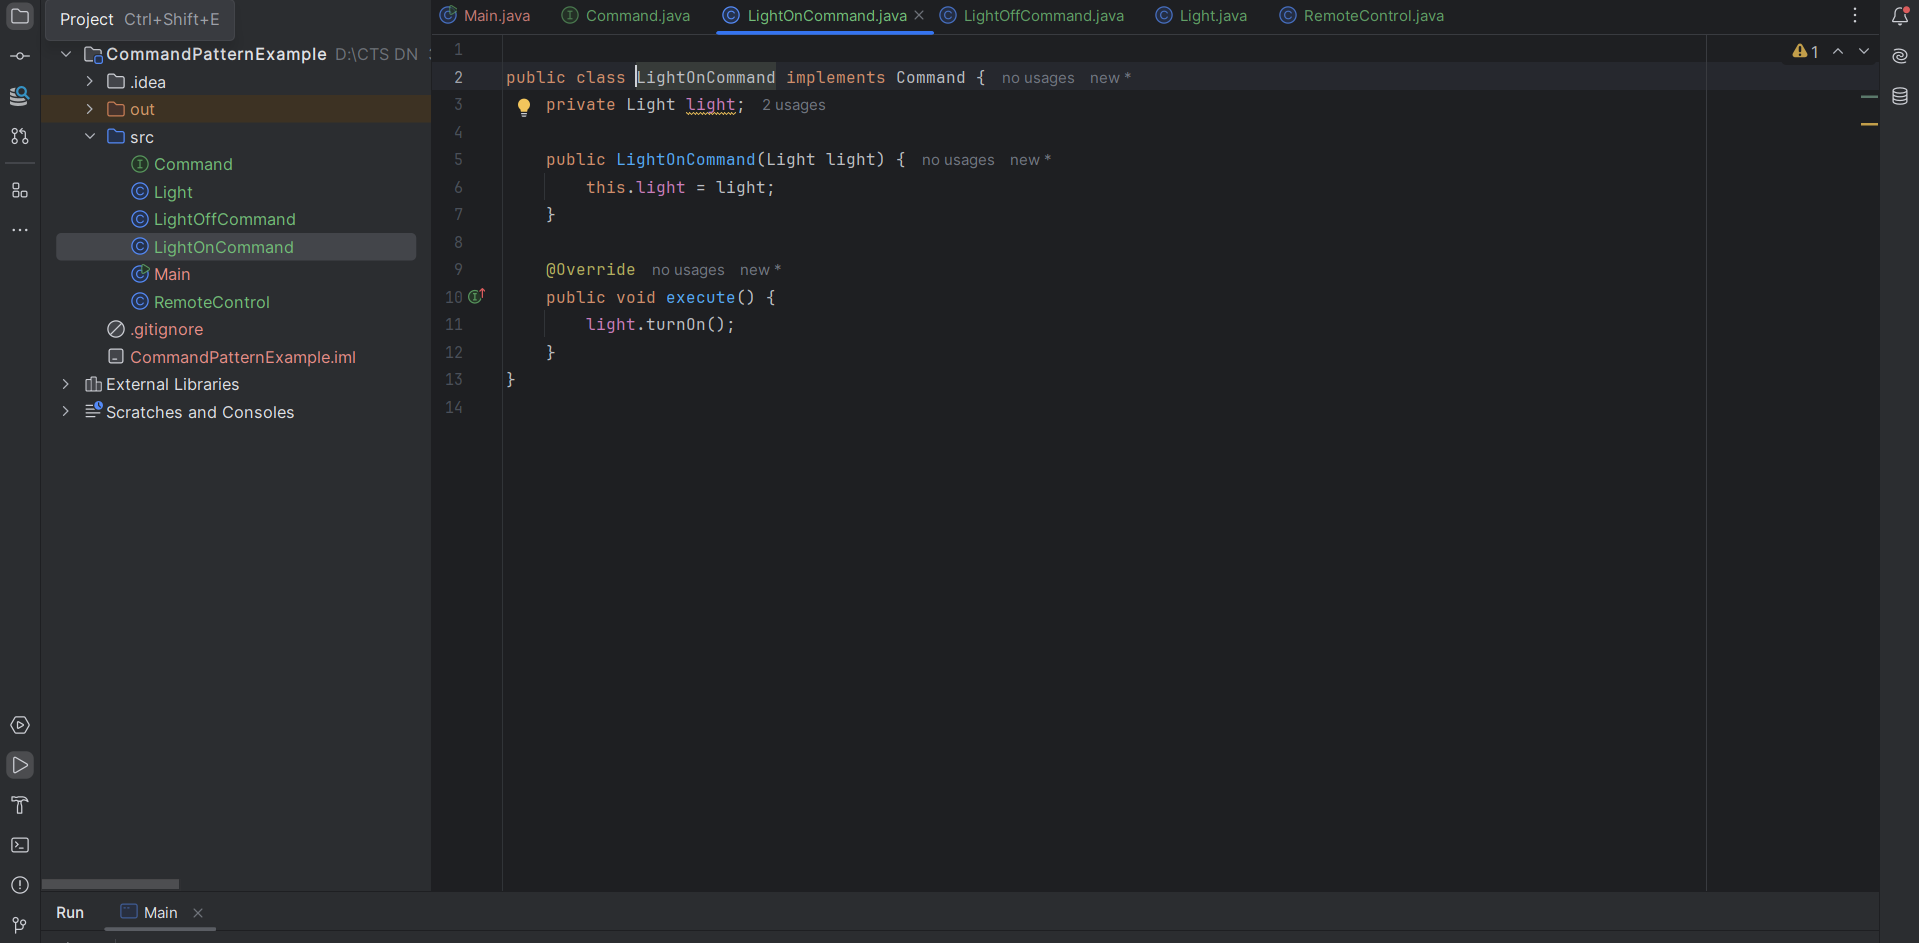 Project Ctrl+Shift+E
CommandPatternExample D:\CTS DN
.idea
out
src
Command
Light
LightOffCommand
LightOnCommand
Main
RemoteControl
.gitignore
CommandPatternExample.iml
External Libraries
Scratches and Consoles
Main.java Command.java LightOnCommand.java LightOffCommand.java Light.java RemoteControl.java
1
1
2 public class LightOnCommand implements Command { no usages new *
3 private Light light; 2 usages
4
5 public LightOnCommand(Light light) { no usages new *
6 this.light = light;
7 }
8
9 @Override no usages new *
10 public void execute() {
11 light.turnOn();
12 }
13 }
14
Run Main